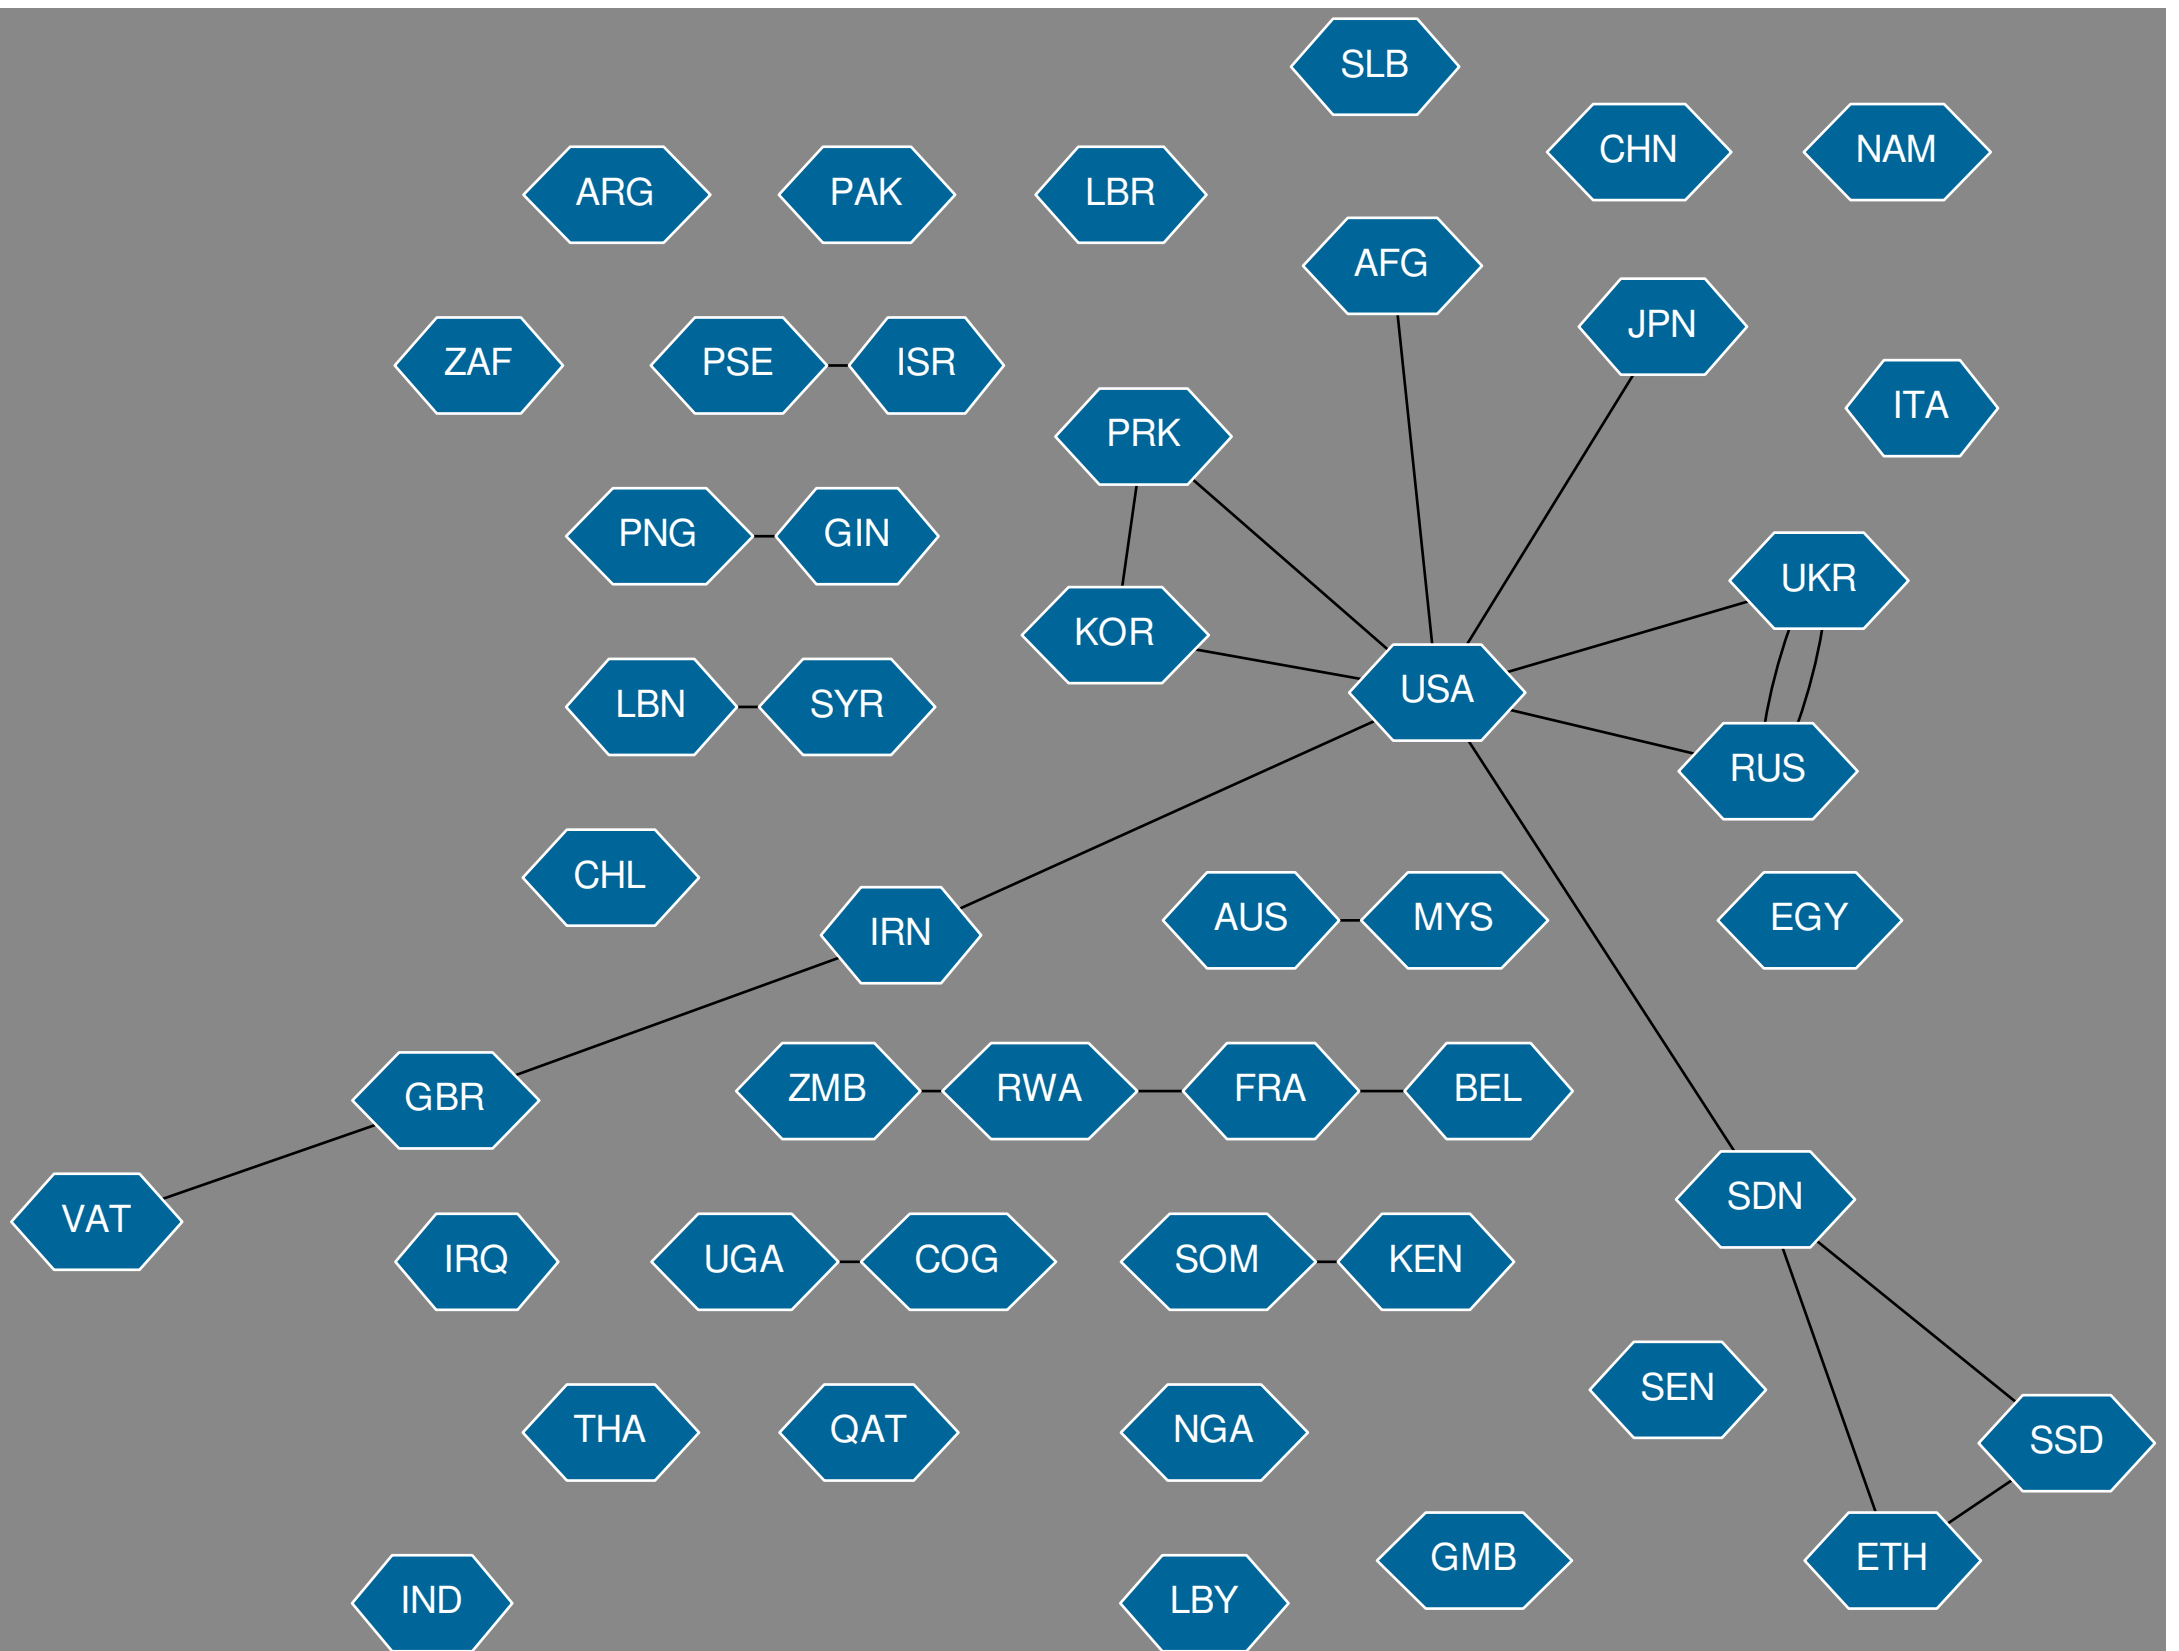 SLB
CHN
NAM
ARG
PAK
LBR
AFG
JPN
ZAF
PSE
ISR
ITA
PRK
PNG
GIN
UKR
KOR
USA
LBN
SYR
RUS
CHL
IRN
AUS
MYS
EGY
GBR
ZMB
RWA
FRA
BEL
SDN
VAT
IRQ
UGA
COG
SOM
KEN
SEN
THA
QAT
NGA
SSD
GMB
ETH
IND
LBY